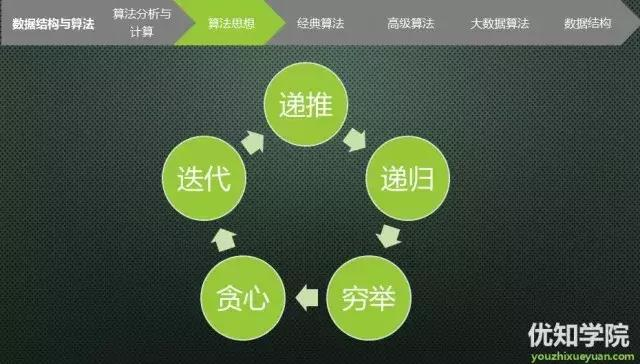 数据结构与算法
算法分析与
计算
算法思想
经典算法
高级算法
大数据算法
数据结构
递推
递归
穷举
贪心
迭代
优知学院
youzhixueyuan.com